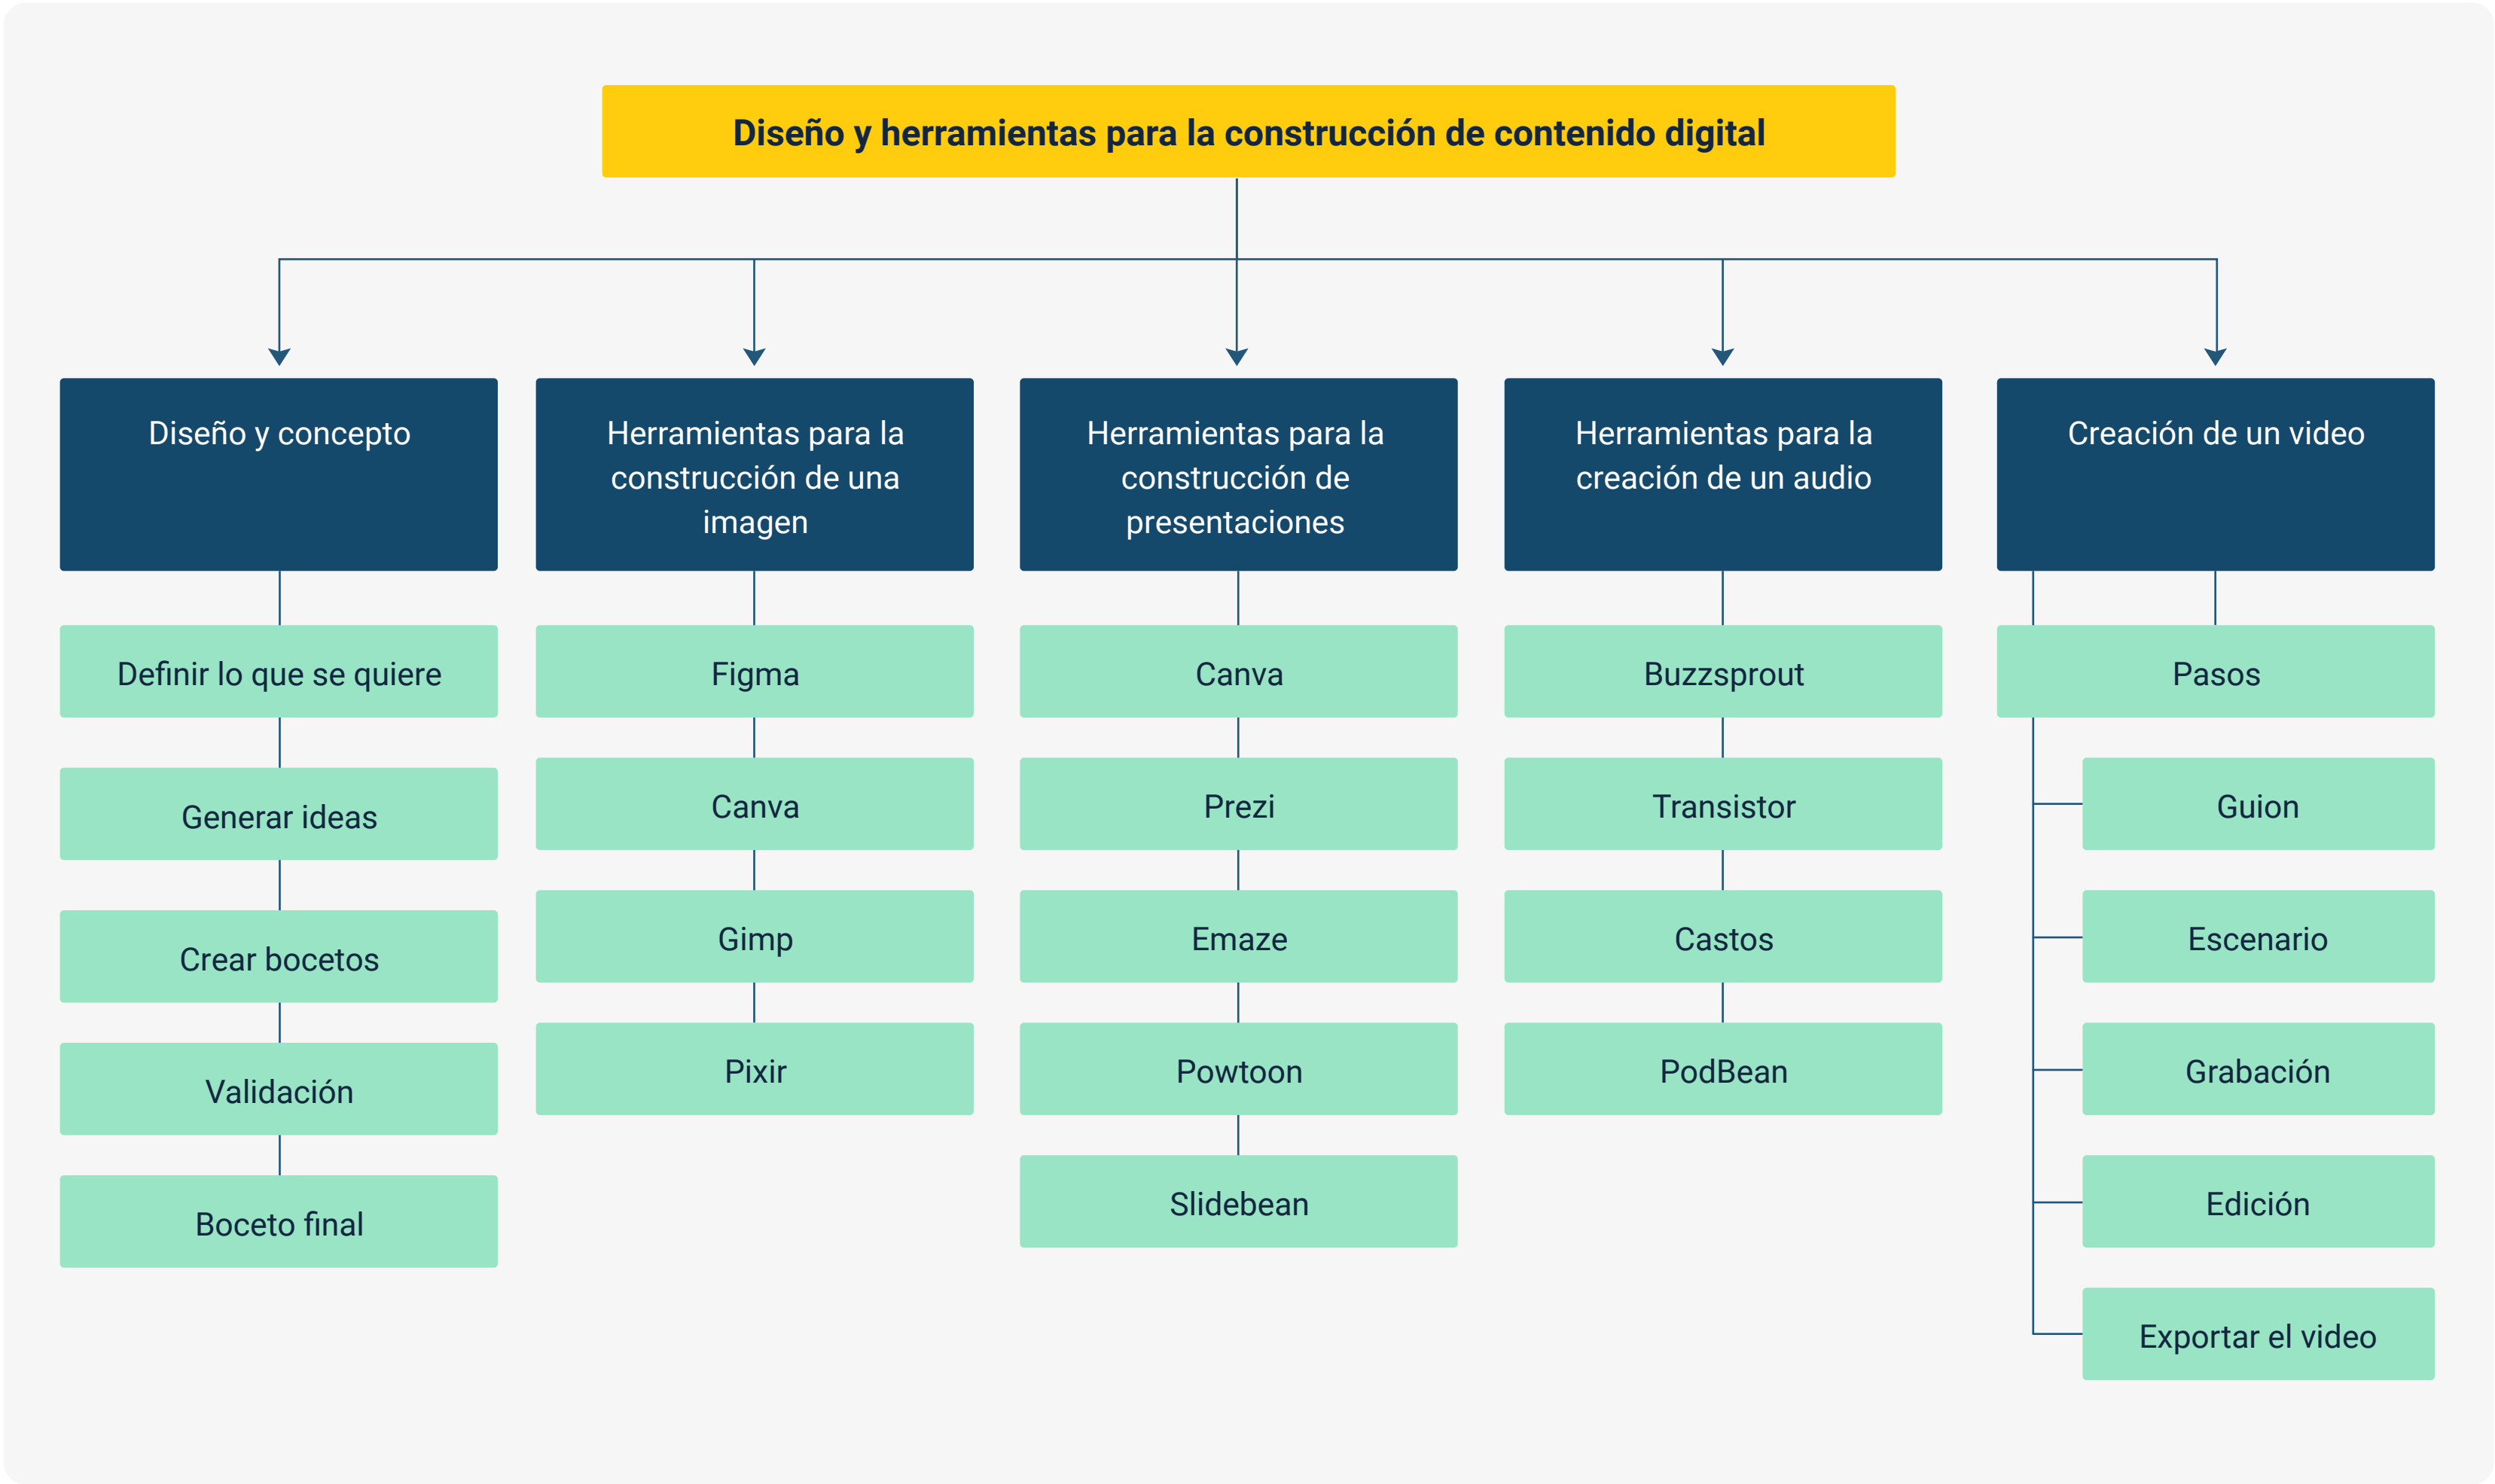 Diseño y herramientas para la construcción de contenido digital
Diseño y concepto
Definir lo que se quiere
Generar ideas
Crear bocetos
Validación
Boceto final
Herramientas para la
construcción de una
imagen
Figma
Canva
Gimp
Pixir
Herramientas para la
construcción de
presentaciones
Canva
Prezi
Emaze
Powtoon
Slidebean
Herramientas para la
creación de un audio
Buzzsprout
Transistor
Castos
PodBean
Creación de un video
Pasos
Guion
Escenario
Grabación
Edición
Exportar el video